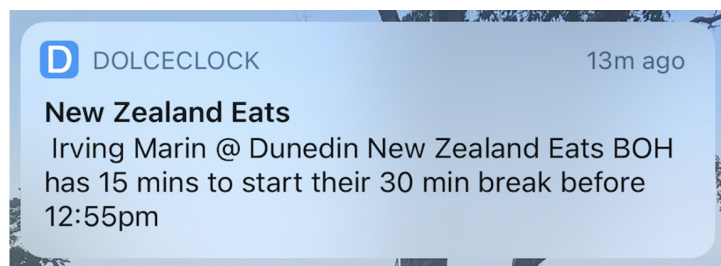 D DOLCECLOCK 13m ago
New Zealand Eats
Irving Marin @ Dunedin New Zealand Eats BOH
has 15 mins to start their 30 min break before
12:55pm